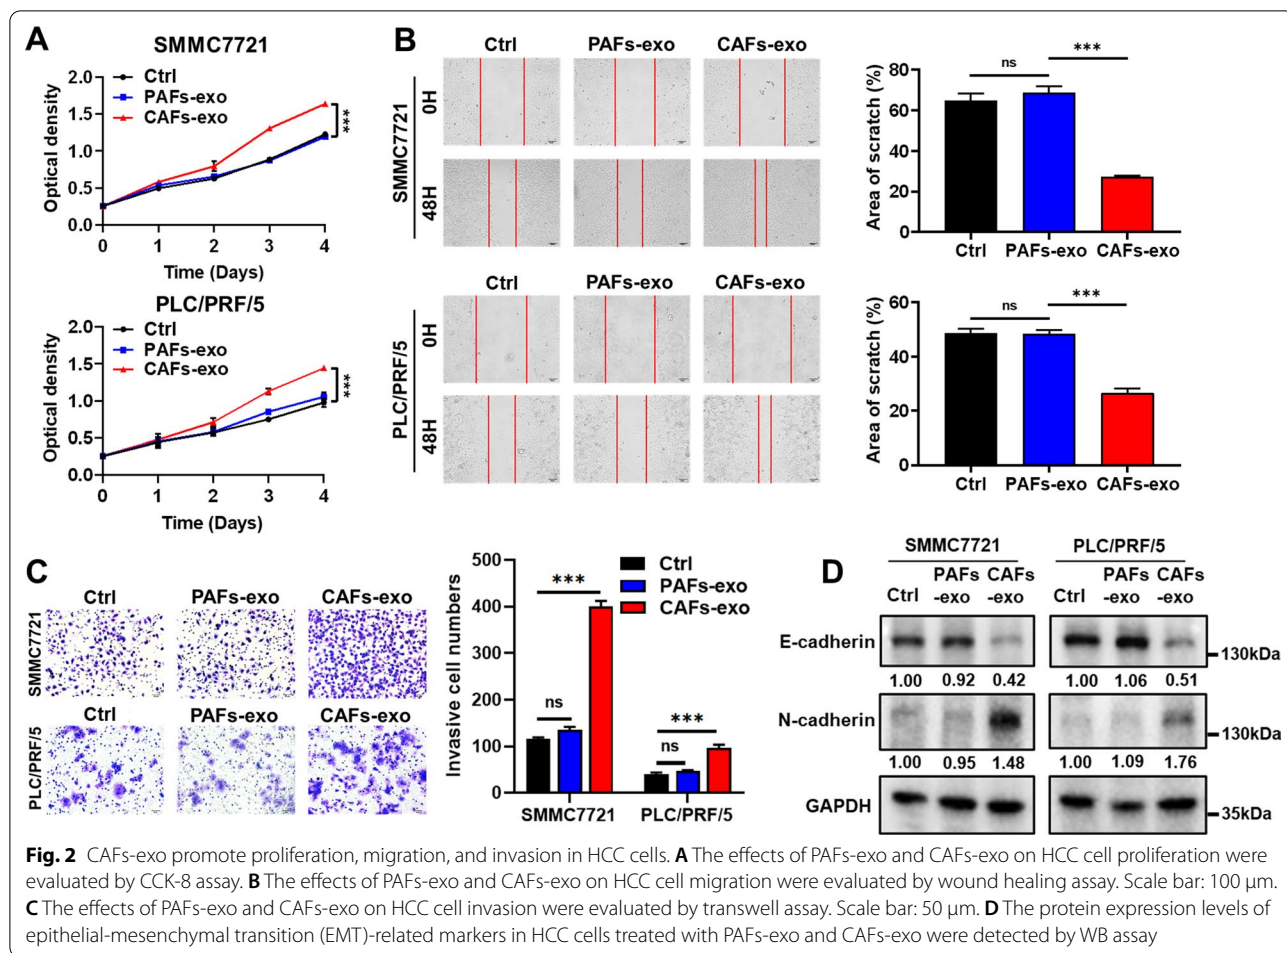 A
SMMC7721
Ctrl
PAFs-exo
CAFs-exo
Optical density
2.0
1.5
1.0
0.5
0.0
***
0 1 2 3 4
Time (Days)
PLC/PRF/5
Ctrl
PAFs-exo
CAFs-exo
Optical density
2.0
1.5
1.0
0.5
0.0
***
0 1 2 3 4
Time (Days)
B
Ctrl PAFs-exo CAFs-exo
SMMC7721
0H
48H
Ctrl PAFs-exo CAFs-exo
PLC/PRF/5
0H
48H
Area of scratch (%)
80
60
40
20
0
ns
***
Ctrl PAFs-exo CAFs-exo
Area of scratch (%)
60
40
20
0
ns
***
Ctrl PAFs-exo CAFs-exo
C
Ctrl PAFs-exo CAFs-exo
SMMC7721
Ctrl PAFs-exo CAFs-exo
PLC/PRF/5
Invasive cell numbers
500
400
300
200
100
0
Ctrl
PAFs-exo
CAFs-exo
***
ns
***
ns
SMMC7721 PLC/PRF/5
D
SMMC7721 PLC/PRF/5
Ctrl PAFs-exo CAFs-exo Ctrl PAFs-exo CAFs-exo
E-cadherin 130kDa
1.00 0.92 0.42 1.00 1.06 0.51
N-cadherin 130kDa
1.00 0.95 1.48 1.00 1.09 1.76
GAPDH 35kDa
Fig. 2 CAFs-exo promote proliferation, migration, and invasion in HCC cells. A The effects of PAFs-exo and CAFs-exo on HCC cell proliferation were
evaluated by CCK-8 assay. B The effects of PAFs-exo and CAFs-exo on HCC cell migration were evaluated by wound healing assay. Scale bar: 100 μm.
C The effects of PAFs-exo and CAFs-exo on HCC cell invasion were evaluated by transwell assay. Scale bar: 50 μm. D The protein expression levels of
epithelial-mesenchymal transition (EMT)-related markers in HCC cells treated with PAFs-exo and CAFs-exo were detected by WB assay